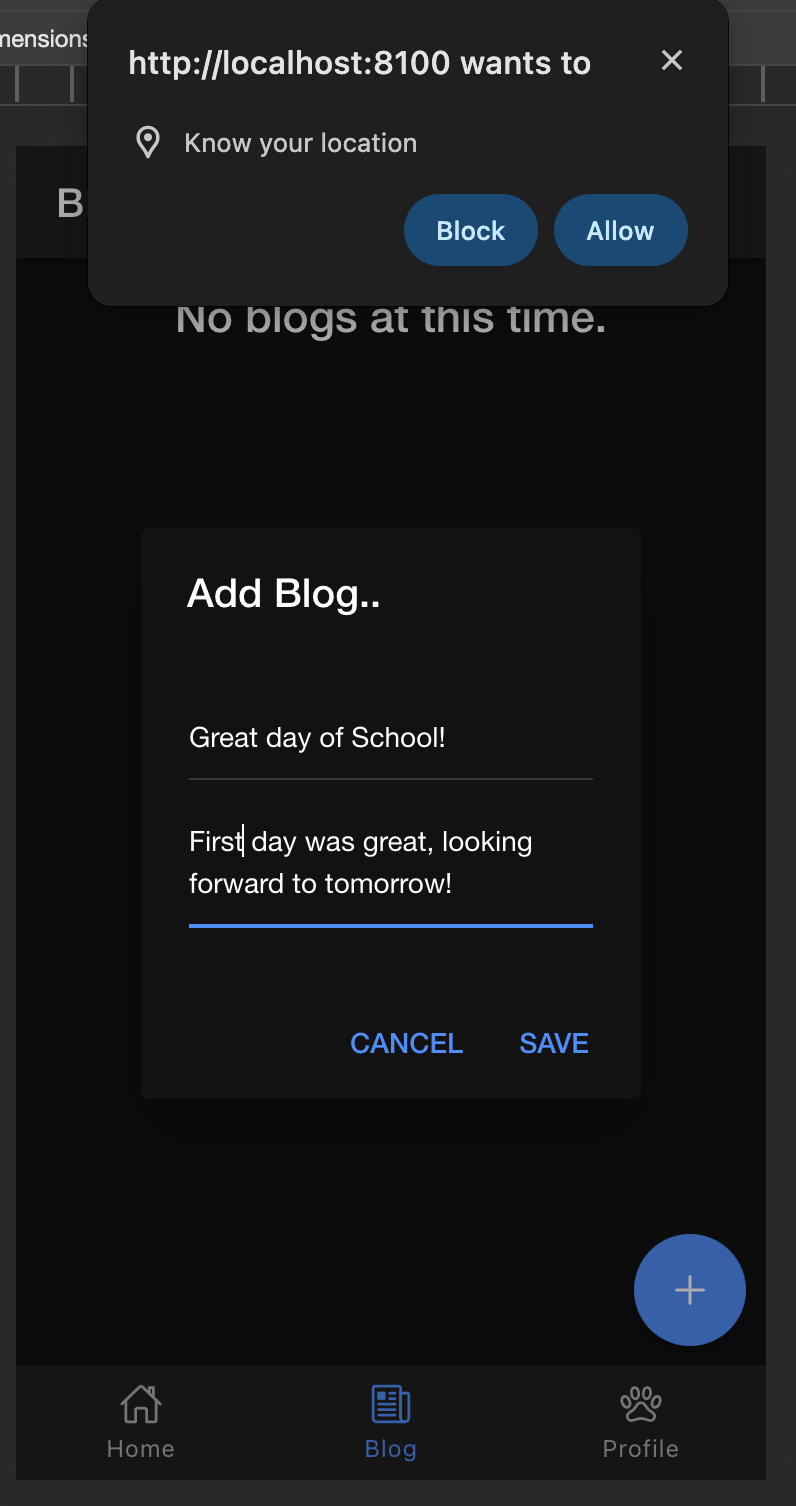 http://localhost:8100 wants to
Know your location
Block
Allow
No blogs at this time.
Add Blog..
Great day of School!
First day was great, looking
forward to tomorrow!
CANCEL
SAVE
Home
Blog
Profile